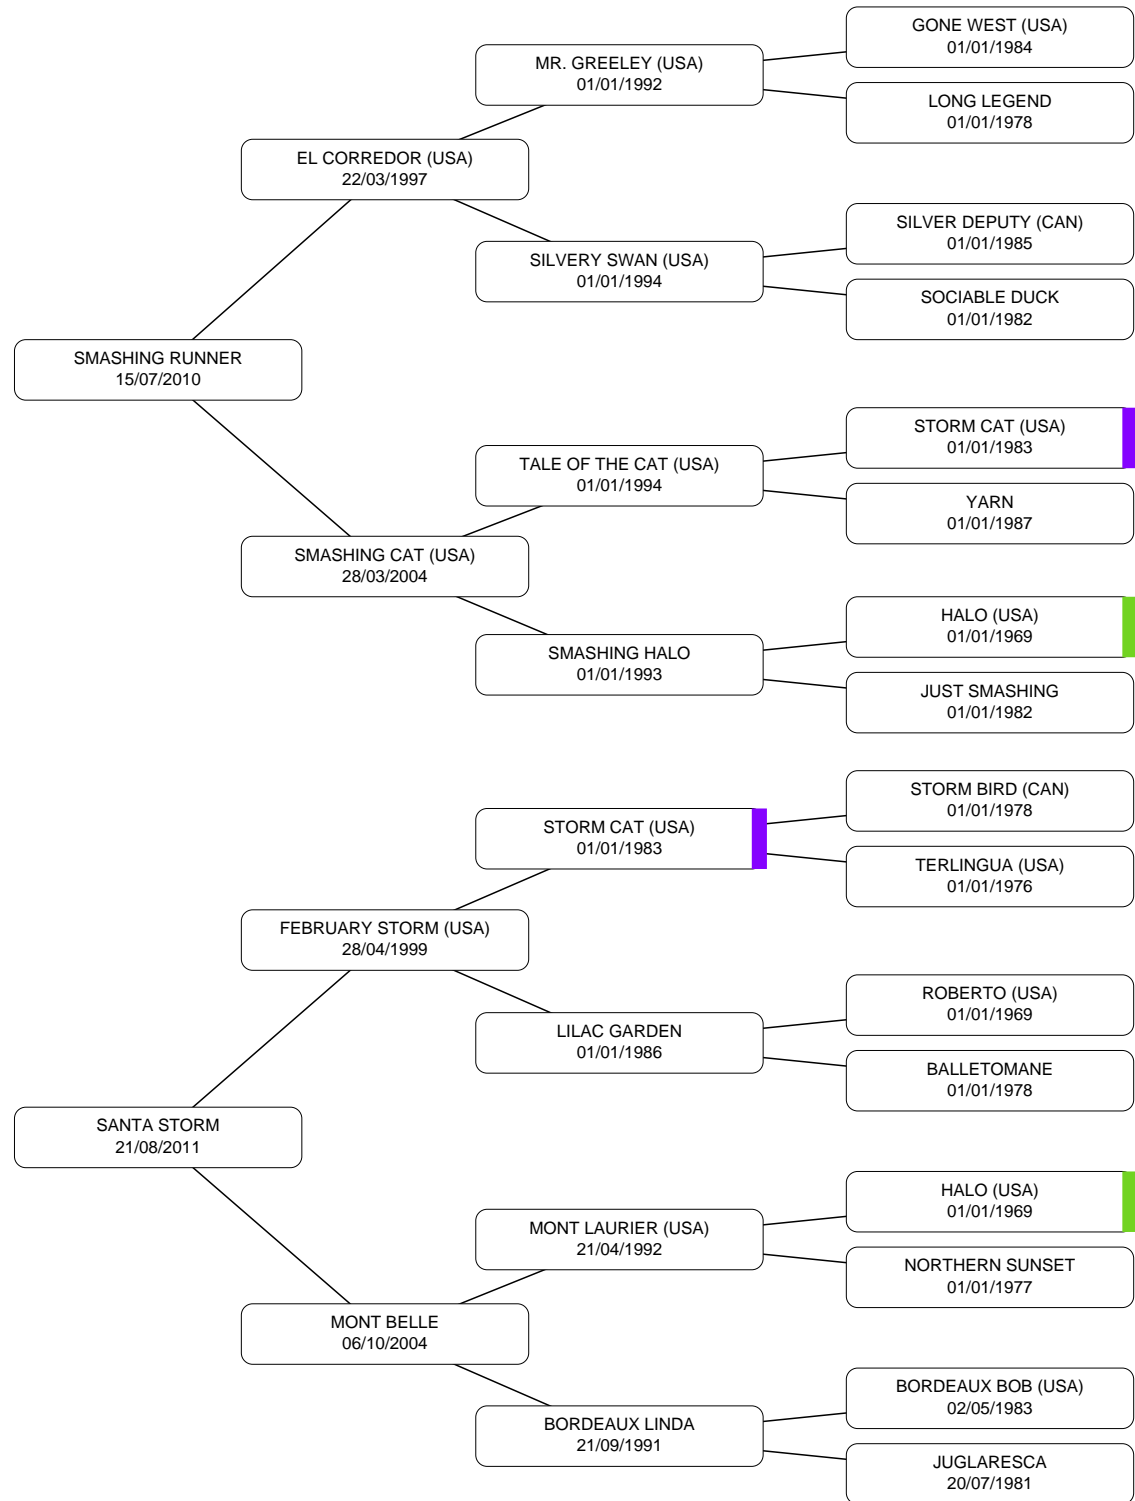 GONE WEST (USA)
01/01/1984
MR. GREELEY (USA)
01/01/1992
LONG LEGEND
01/01/1978
EL CORREDOR (USA)
22/03/1997
SILVER DEPUTY (CAN)
01/01/1985
SILVERY SWAN (USA)
01/01/1994
SOCIABLE DUCK
01/01/1982
SMASHING RUNNER
15/07/2010
STORM CAT (USA)
01/01/1983
TALE OF THE CAT (USA)
01/01/1994
YARN
01/01/1987
SMASHING CAT (USA)
28/03/2004
HALO (USA)
01/01/1969
SMASHING HALO
01/01/1993
JUST SMASHING
01/01/1982
STORM BIRD (CAN)
01/01/1978
STORM CAT (USA)
01/01/1983
TERLINGUA (USA)
01/01/1976
FEBRUARY STORM (USA)
28/04/1999
ROBERTO (USA)
01/01/1969
LILAC GARDEN
01/01/1986
BALLETOMANE
01/01/1978
SANTA STORM
21/08/2011
HALO (USA)
01/01/1969
MONT LAURIER (USA)
21/04/1992
NORTHERN SUNSET
01/01/1977
MONT BELLE
06/10/2004
BORDEAUX BOB (USA)
02/05/1983
BORDEAUX LINDA
21/09/1991
JUGLARESCA
20/07/1981